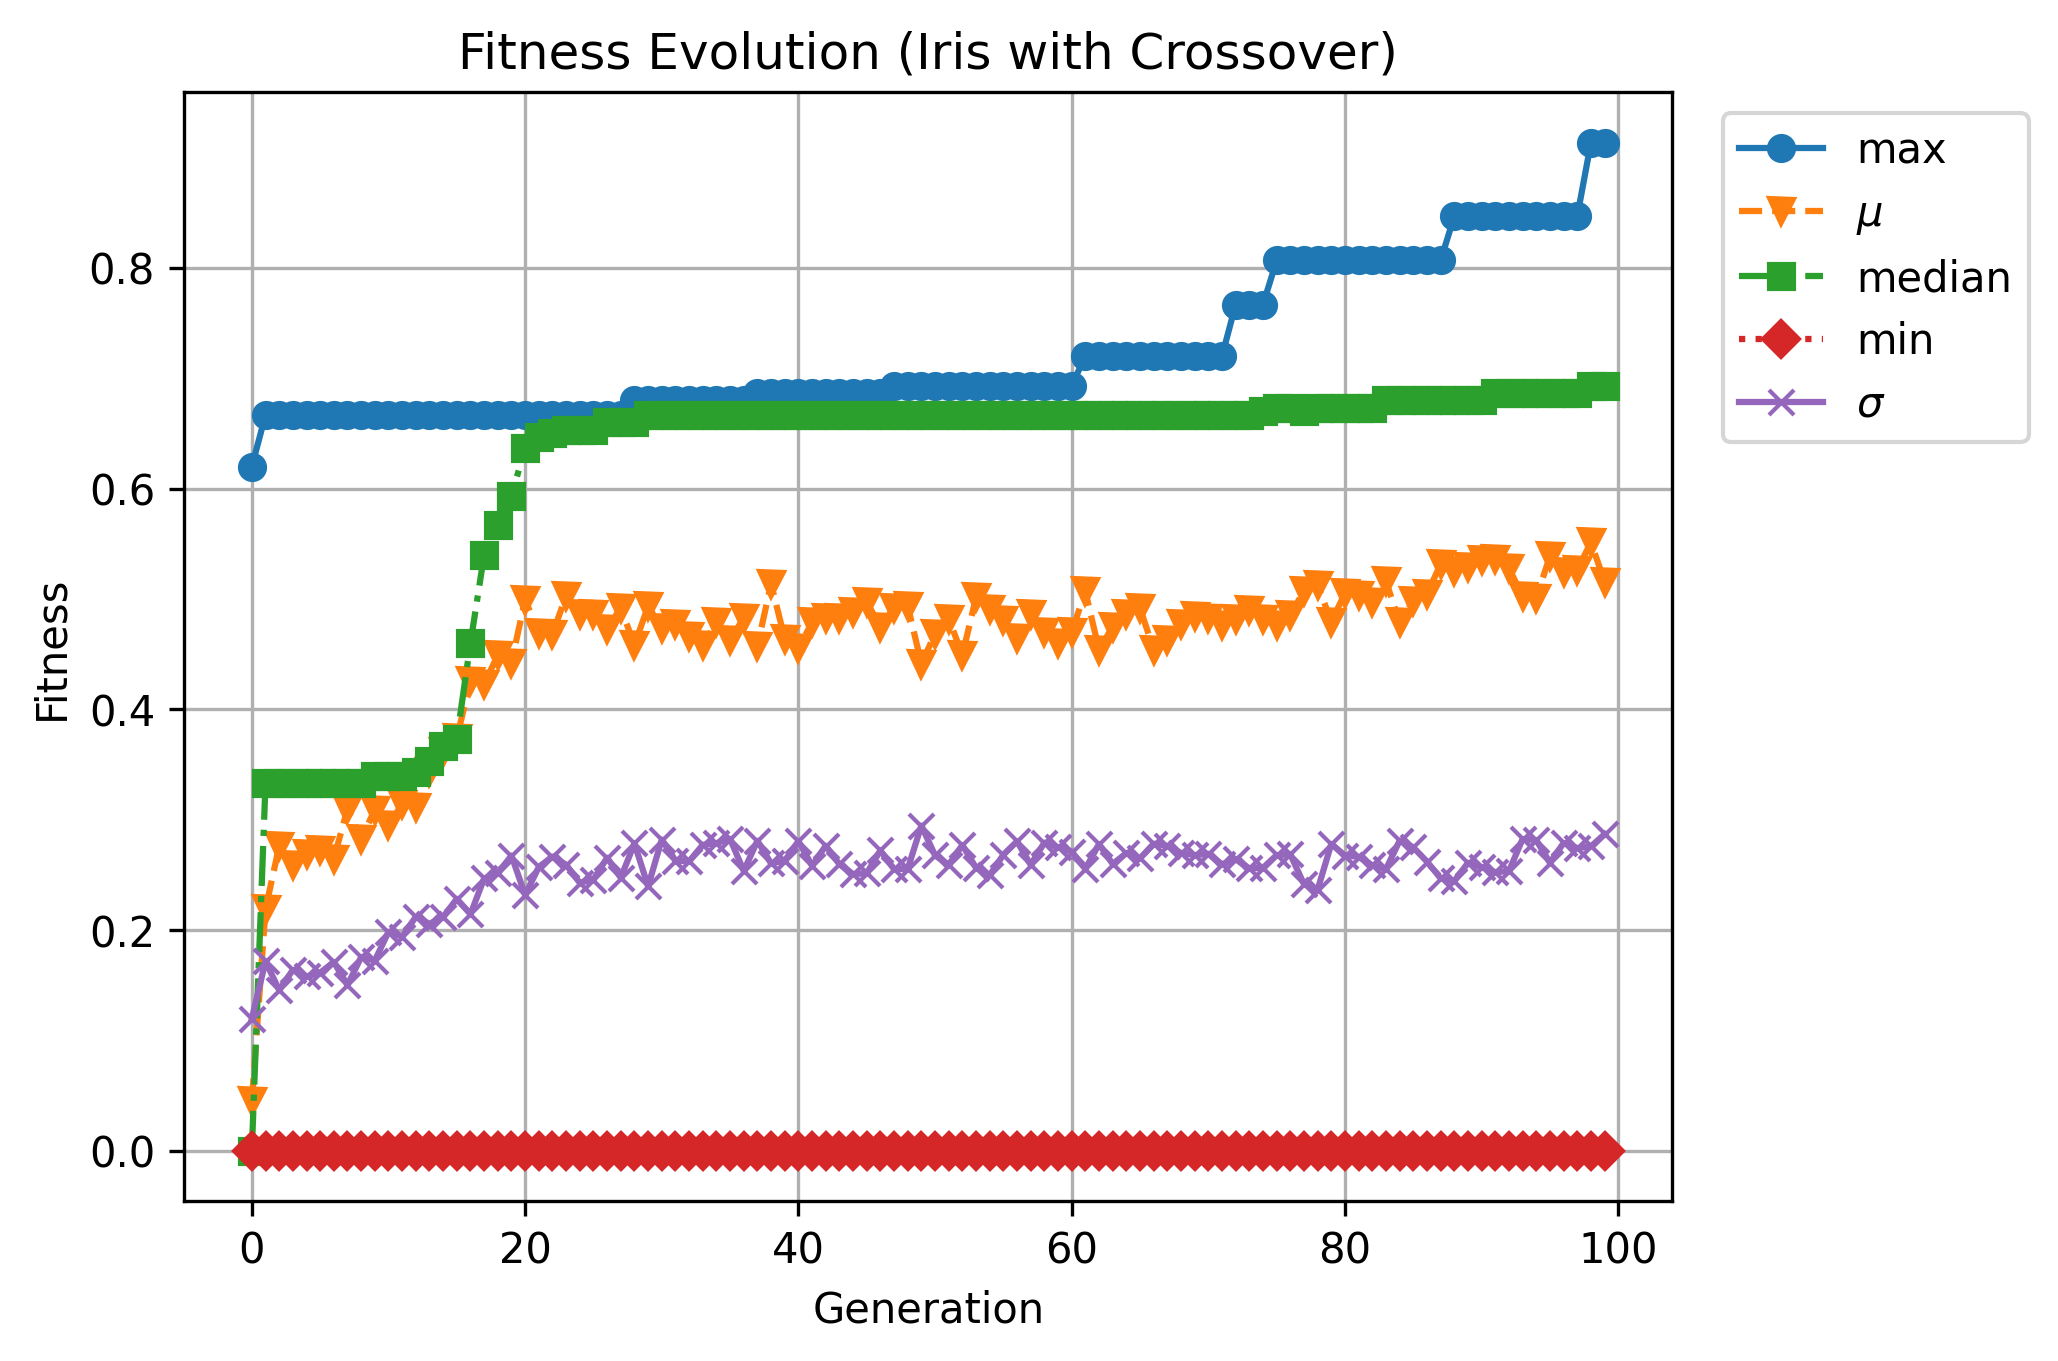 Fitness Evolution (Iris with Crossover)
max
μ
median
min
σ
0.8
0.6
0.4
0.2
0.0
Fitness
0 20 40 60 80 100
Generation